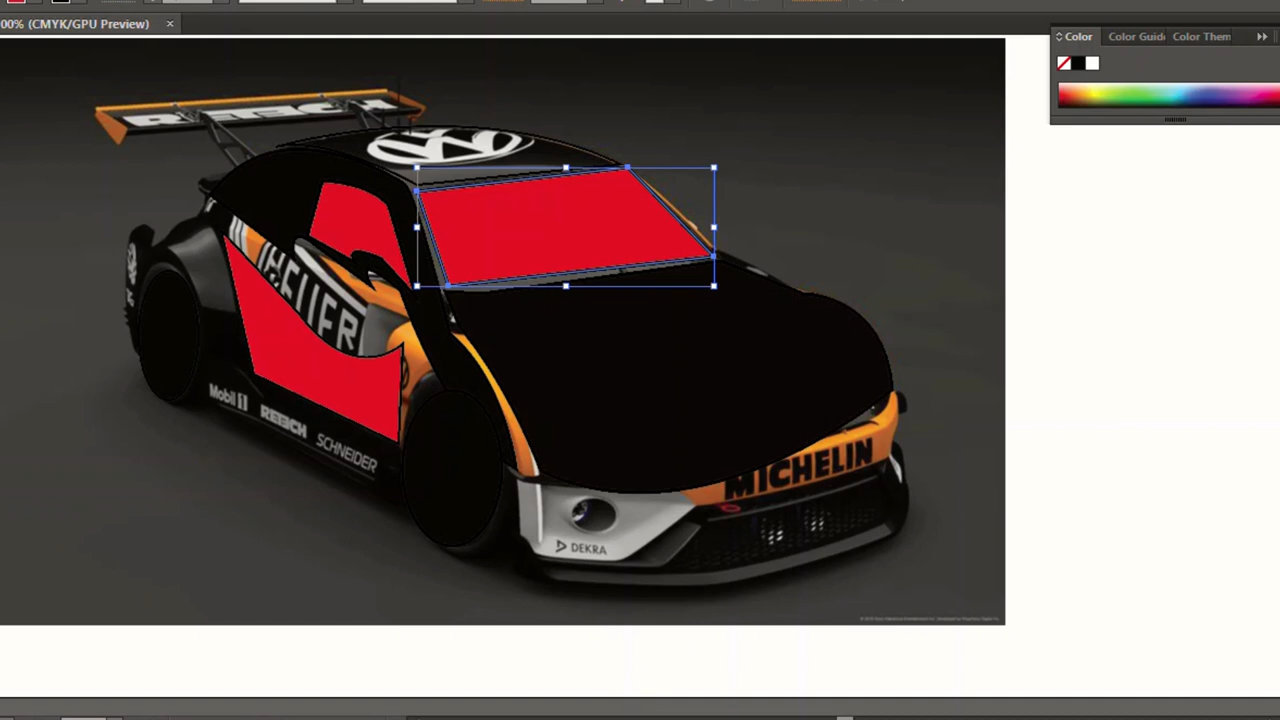 00% (CMYK/GPU Preview) ×
Color
Color Guid
Color Them
REECH
Mobil 1
REECH
SCHNEIDER
MICHELIN
DEKRA